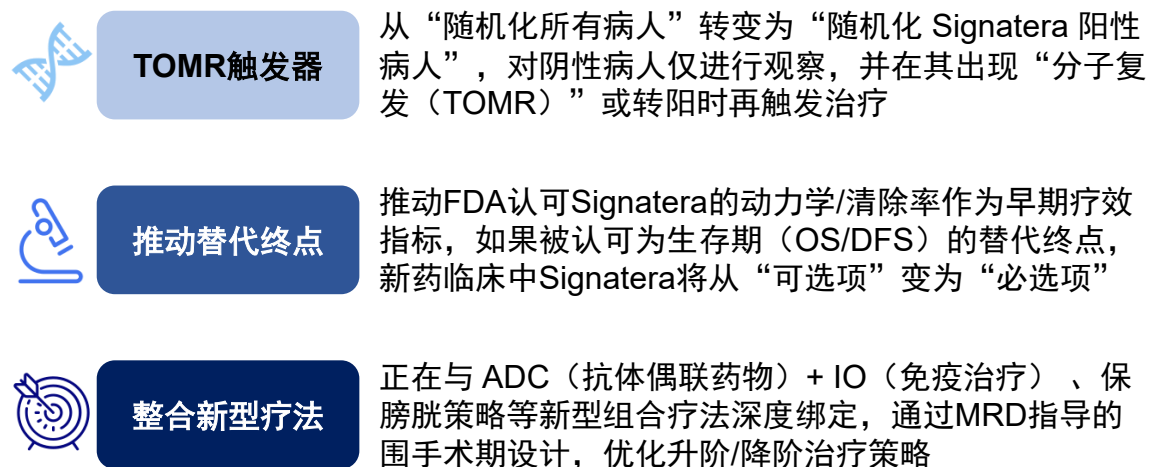 TOMR触发器
从“随机化所有病人”转变为“随机化 Signatera 阳性
病人”，对阴性病人仅进行观察，并在其出现“分子复
发（TOMR）”或转阳时再触发治疗
推动替代终点
推动FDA认可Signatera的动力学/清除率作为早期疗效
指标，如果被认可为生存期（OS/DFS）的替代终点，
新药临床中Signatera将从“可选项”变为“必选项”
整合新型疗法
正在与 ADC（抗体偶联药物）+ IO（免疫治疗） 、保
膀胱策略等新型组合疗法深度绑定，通过MRD指导的
围手术期设计，优化升阶/降阶治疗策略